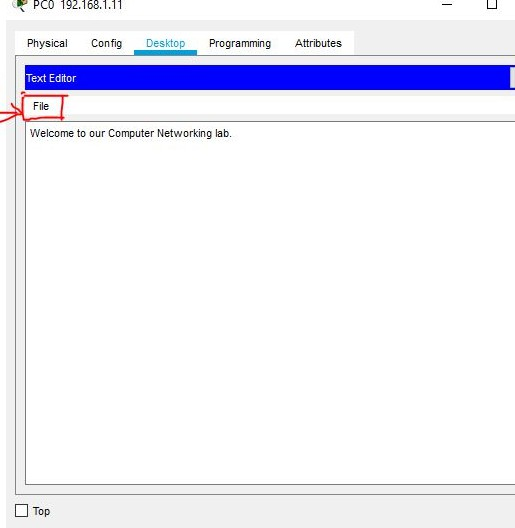 PC0 192.168.1.11
Physical Config Desktop Programming Attributes
Text Editor
File
Welcome to our Computer Networking lab.
Top